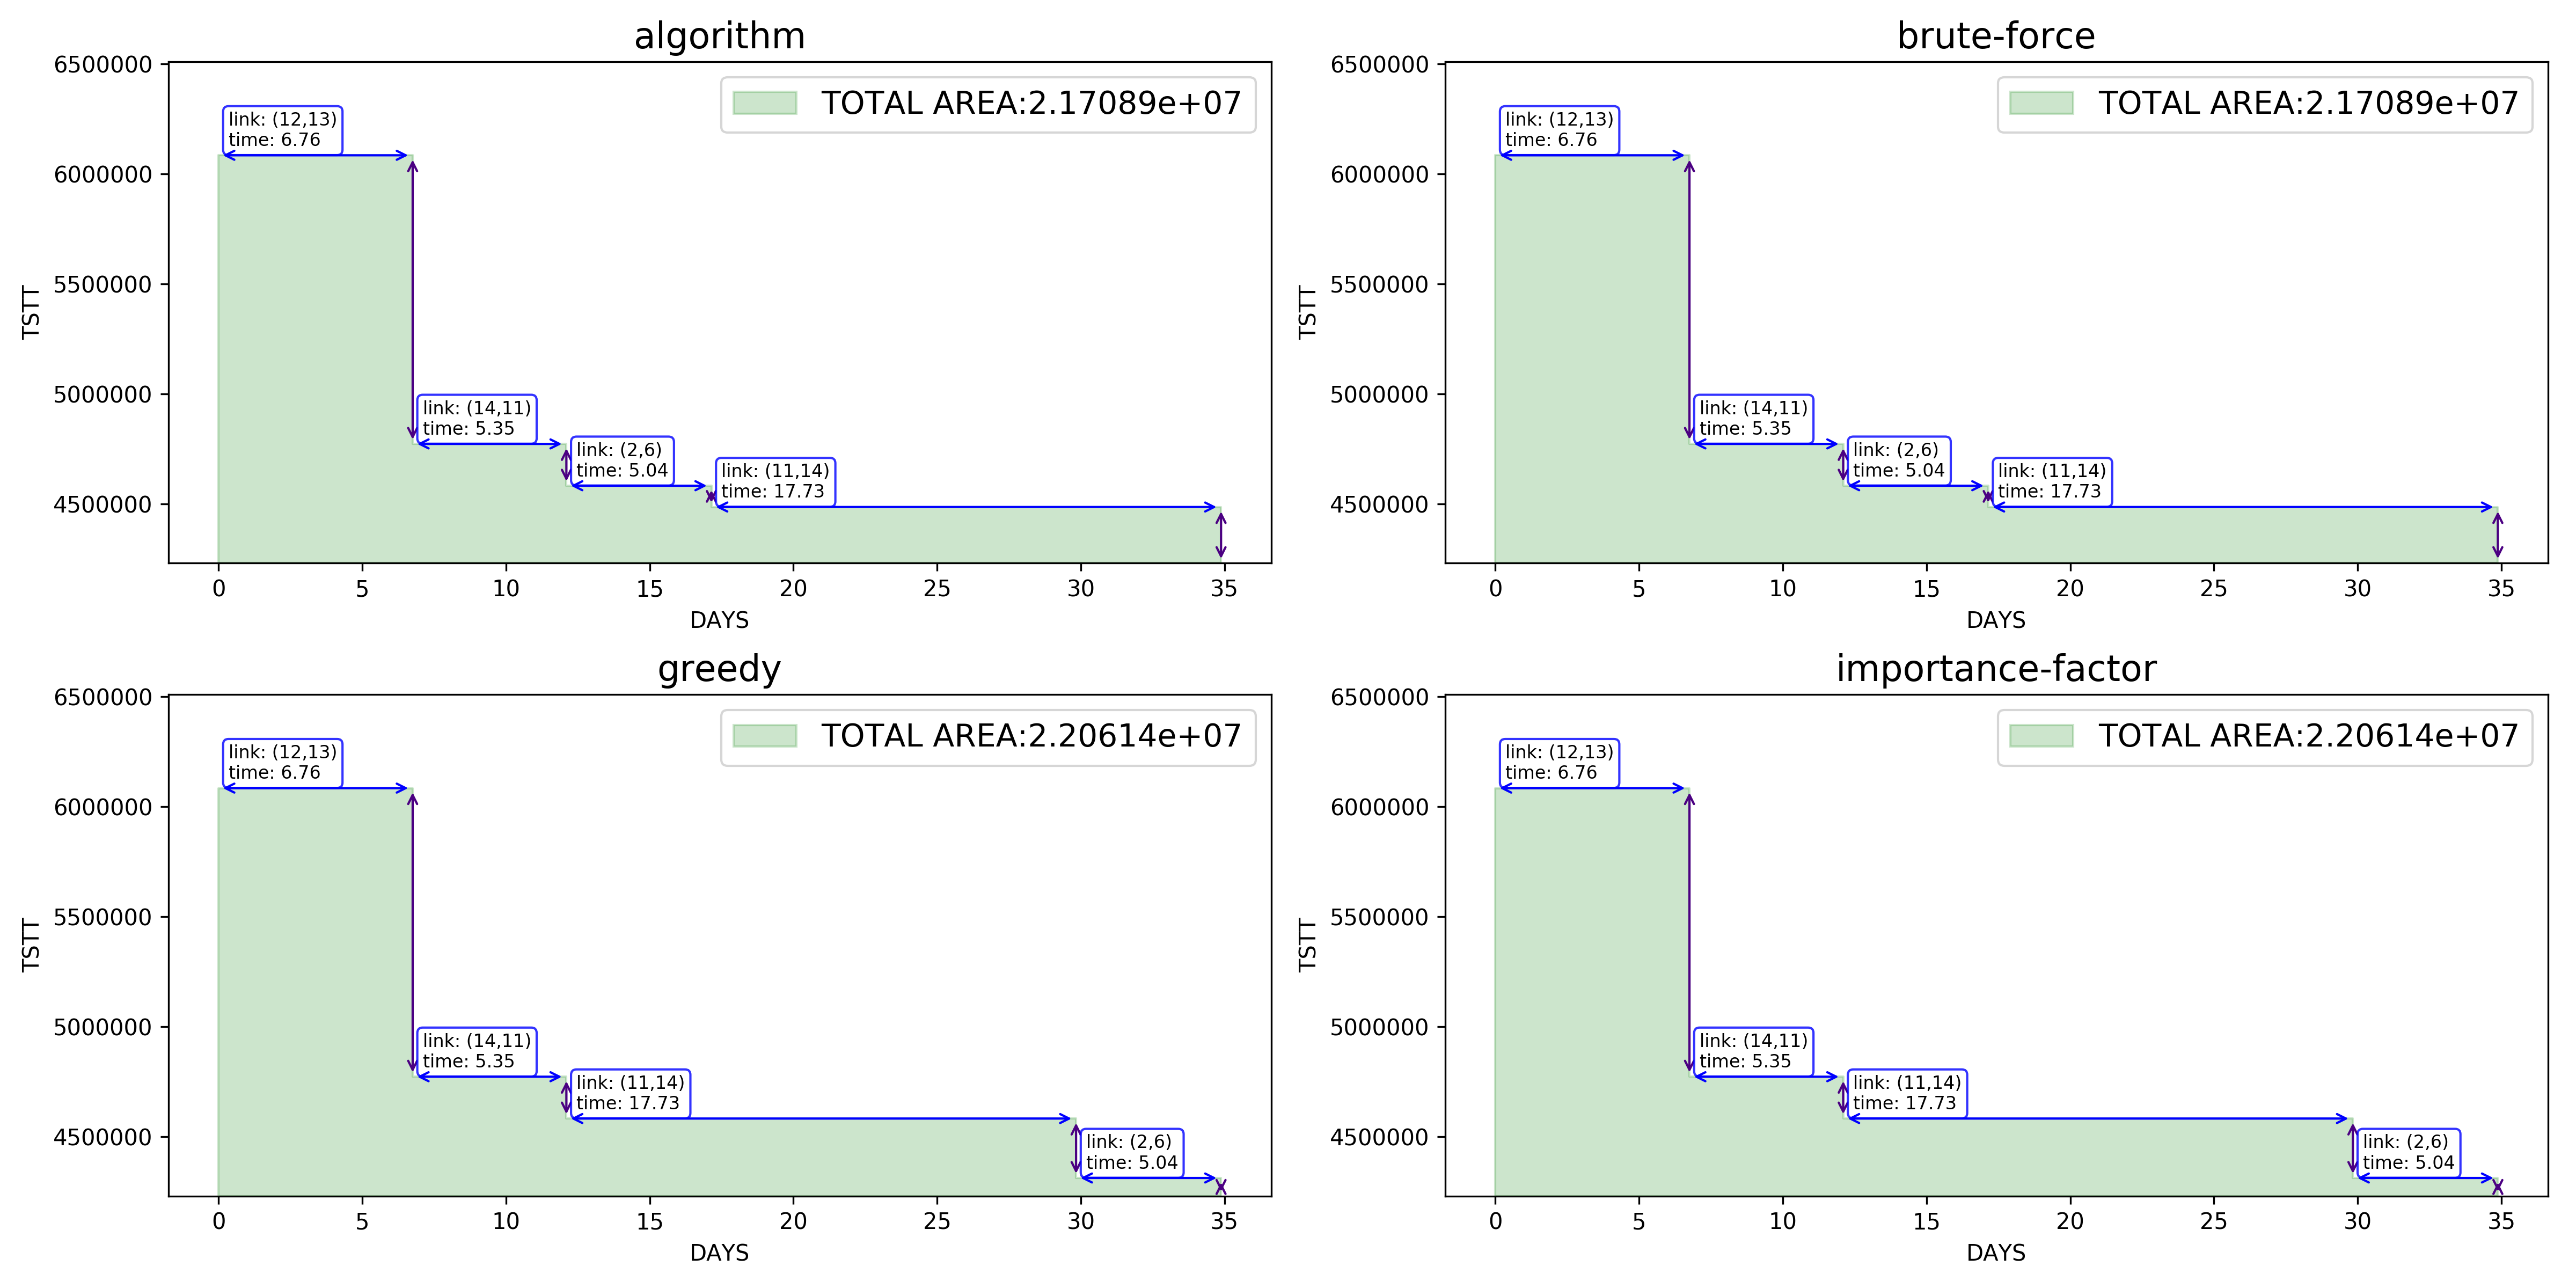 algorithm
TOTAL AREA:2.17089e+07
6500000
6000000
5500000
5000000
4500000
TSTT
link: (12,13)
time: 6.76
link: (14,11)
time: 5.35
link: (2,6)
time: 5.04
link: (11,14)
time: 17.73
0 5 10 15 20 25 30 35
DAYS
brute-force
TOTAL AREA:2.17089e+07
6500000
6000000
5500000
5000000
4500000
TSTT
link: (12,13)
time: 6.76
link: (14,11)
time: 5.35
link: (2,6)
time: 5.04
link: (11,14)
time: 17.73
0 5 10 15 20 25 30 35
DAYS
greedy
TOTAL AREA:2.20614e+07
6500000
6000000
5500000
5000000
4500000
TSTT
link: (12,13)
time: 6.76
link: (14,11)
time: 5.35
link: (11,14)
time: 17.73
link: (2,6)
time: 5.04
0 5 10 15 20 25 30 35
DAYS
importance-factor
TOTAL AREA:2.20614e+07
6500000
6000000
5500000
5000000
4500000
TSTT
link: (12,13)
time: 6.76
link: (14,11)
time: 5.35
link: (11,14)
time: 17.73
link: (2,6)
time: 5.04
0 5 10 15 20 25 30 35
DAYS